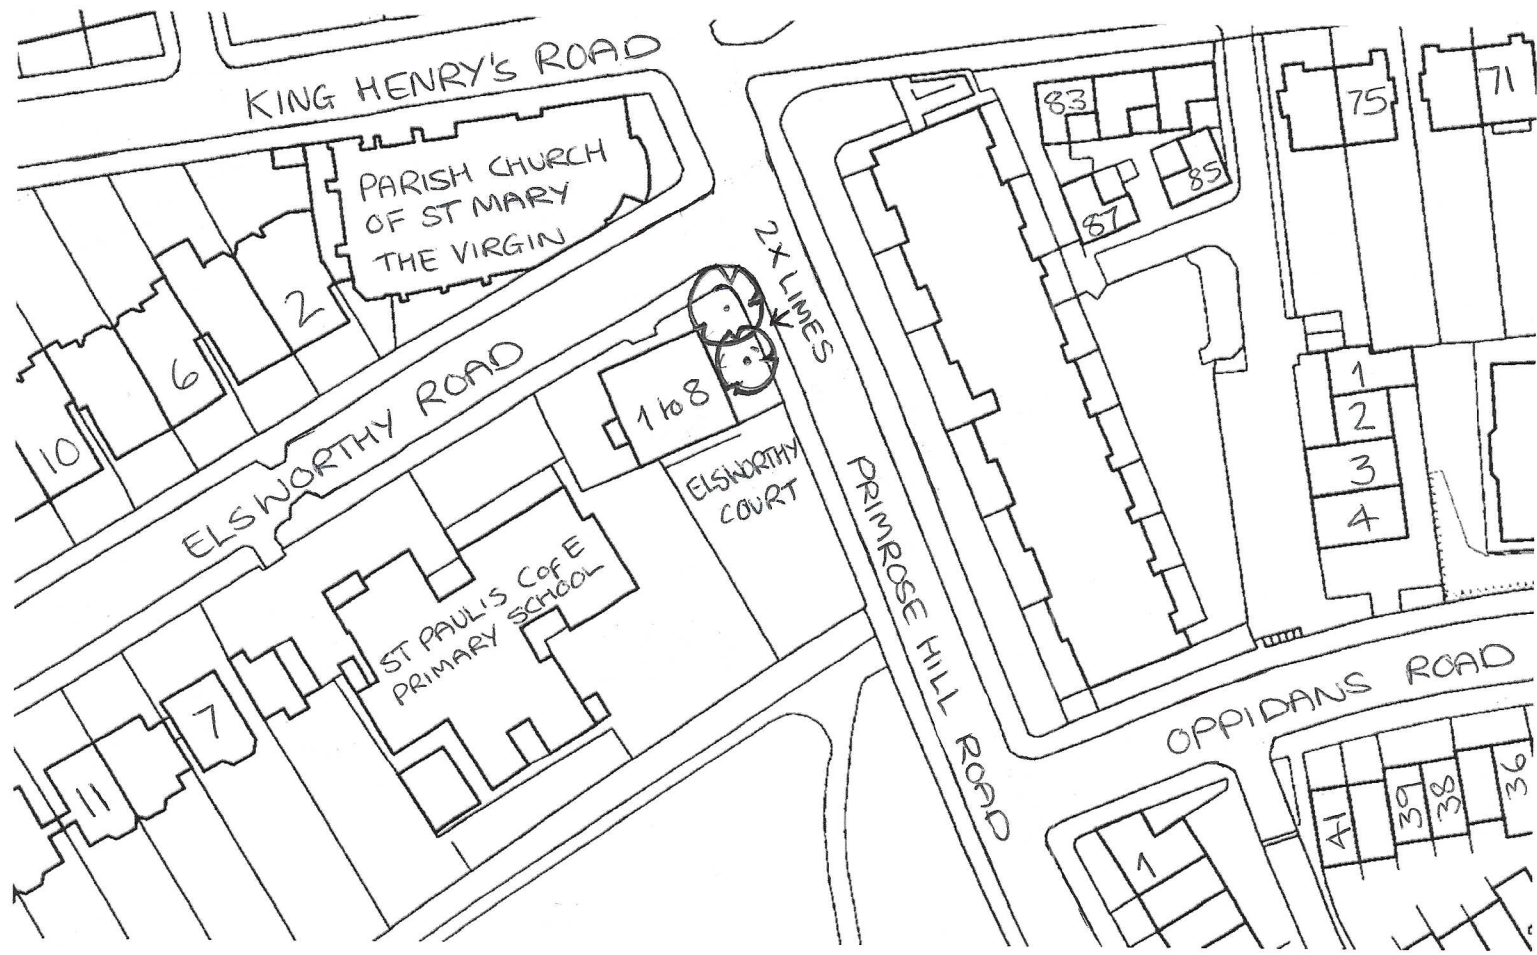 KING HENRY'S ROAD
PARISH CHURCH
OF ST MARY
THE VIRGIN
83
85
87
75
71
2 X LIMES
2
6
10
ELSWORTHY ROAD
1 to 8
ELSWORTHY
COURT
PRIMROSE HILL ROAD
1
2
3
4
ST PAUL'S C of E
PRIMARY SCHOOL
7
11
OPPIDANS ROAD
1
41
39
38
36